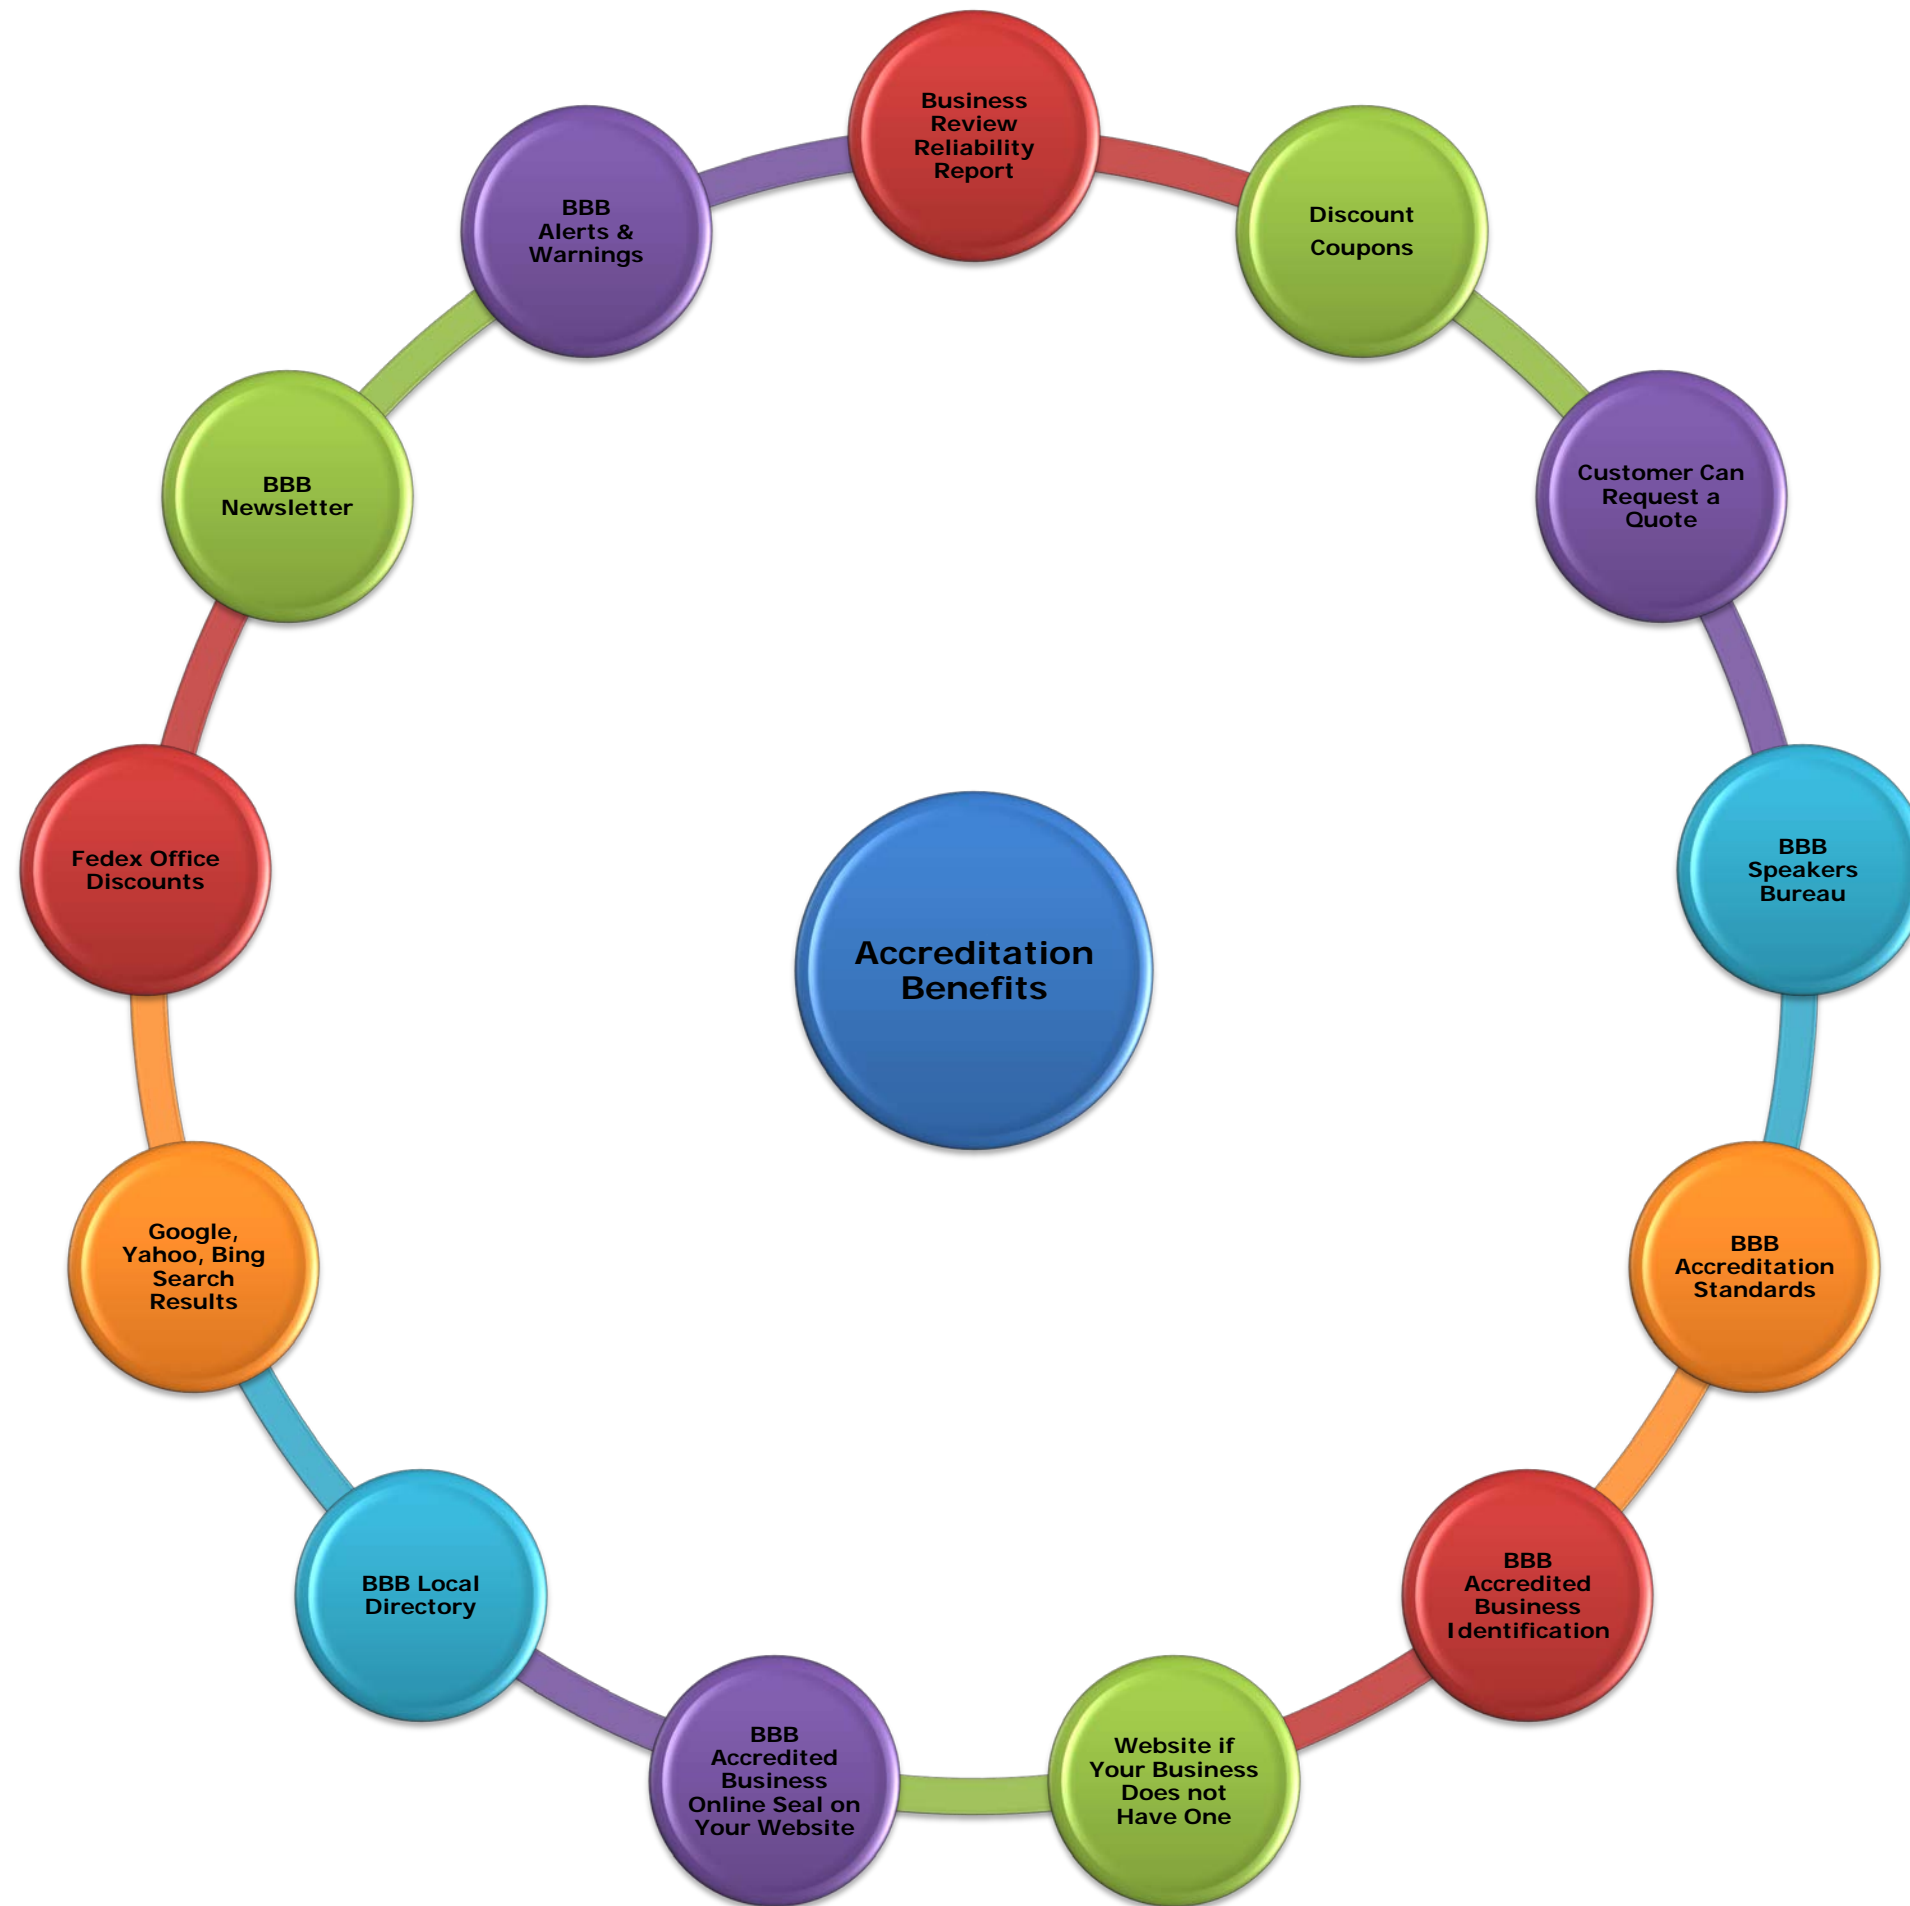 Business
Review
Reliability
Report
Discount
Coupons
Customer Can
Request a
Quote
BBB
Speakers
Bureau
BBB
Accreditation
Standards
BBB
Accredited
Business
Identification
Website if
Your Business
Does not
Have One
BBB
Accredited
Business
Online Seal on
Your Website
BBB Local
Directory
Google,
Yahoo, Bing
Search
Results
Fedex Office
Discounts
BBB
Newsletter
BBB
Alerts &
Warnings
Accreditation
Benefits